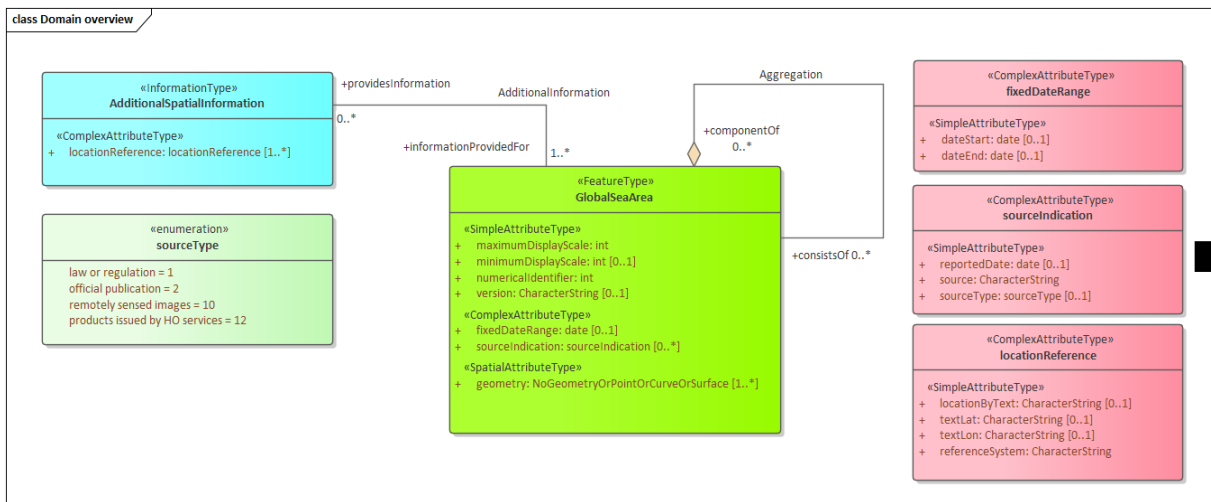 class Domain overview
«InformationType»
AdditionalSpatialInformation
«ComplexAttributeType»
+ locationReference: locationReference [1..*]
+providesInformation
0..*
AdditionalInformation
+informationProvidedFor
1..*
Aggregation
+componentOf
0..*
+consistsOf 0..*
«enumeration»
sourceType
law or regulation = 1
official publication = 2
remotely sensed images = 10
products issued by HO services = 12
«FeatureType»
GlobalSeaArea
«SimpleAttributeType»
+ maximumDisplayScale: int
+ minimumDisplayScale: int [0..1]
+ numericalIdentifier: int
+ version: CharacterString [0..1]
«ComplexAttributeType»
+ fixedDateRange: date [0..1]
+ sourceIndication: sourceIndication [0..*]
«SpatialAttributeType»
+ geometry: NoGeometryOrPointOrCurveOrSurface [1..*]
«ComplexAttributeType»
fixedDateRange
«SimpleAttributeType»
+ dateStart: date [0..1]
+ dateEnd: date [0..1]
«ComplexAttributeType»
sourceIndication
«SimpleAttributeType»
+ reportedDate: date [0..1]
+ source: CharacterString
+ sourceType: sourceType [0..1]
«ComplexAttributeType»
locationReference
«SimpleAttributeType»
+ locationByText: CharacterString [0..1]
+ textLat: CharacterString [0..1]
+ textLon: CharacterString [0..1]
+ referenceSystem: CharacterString